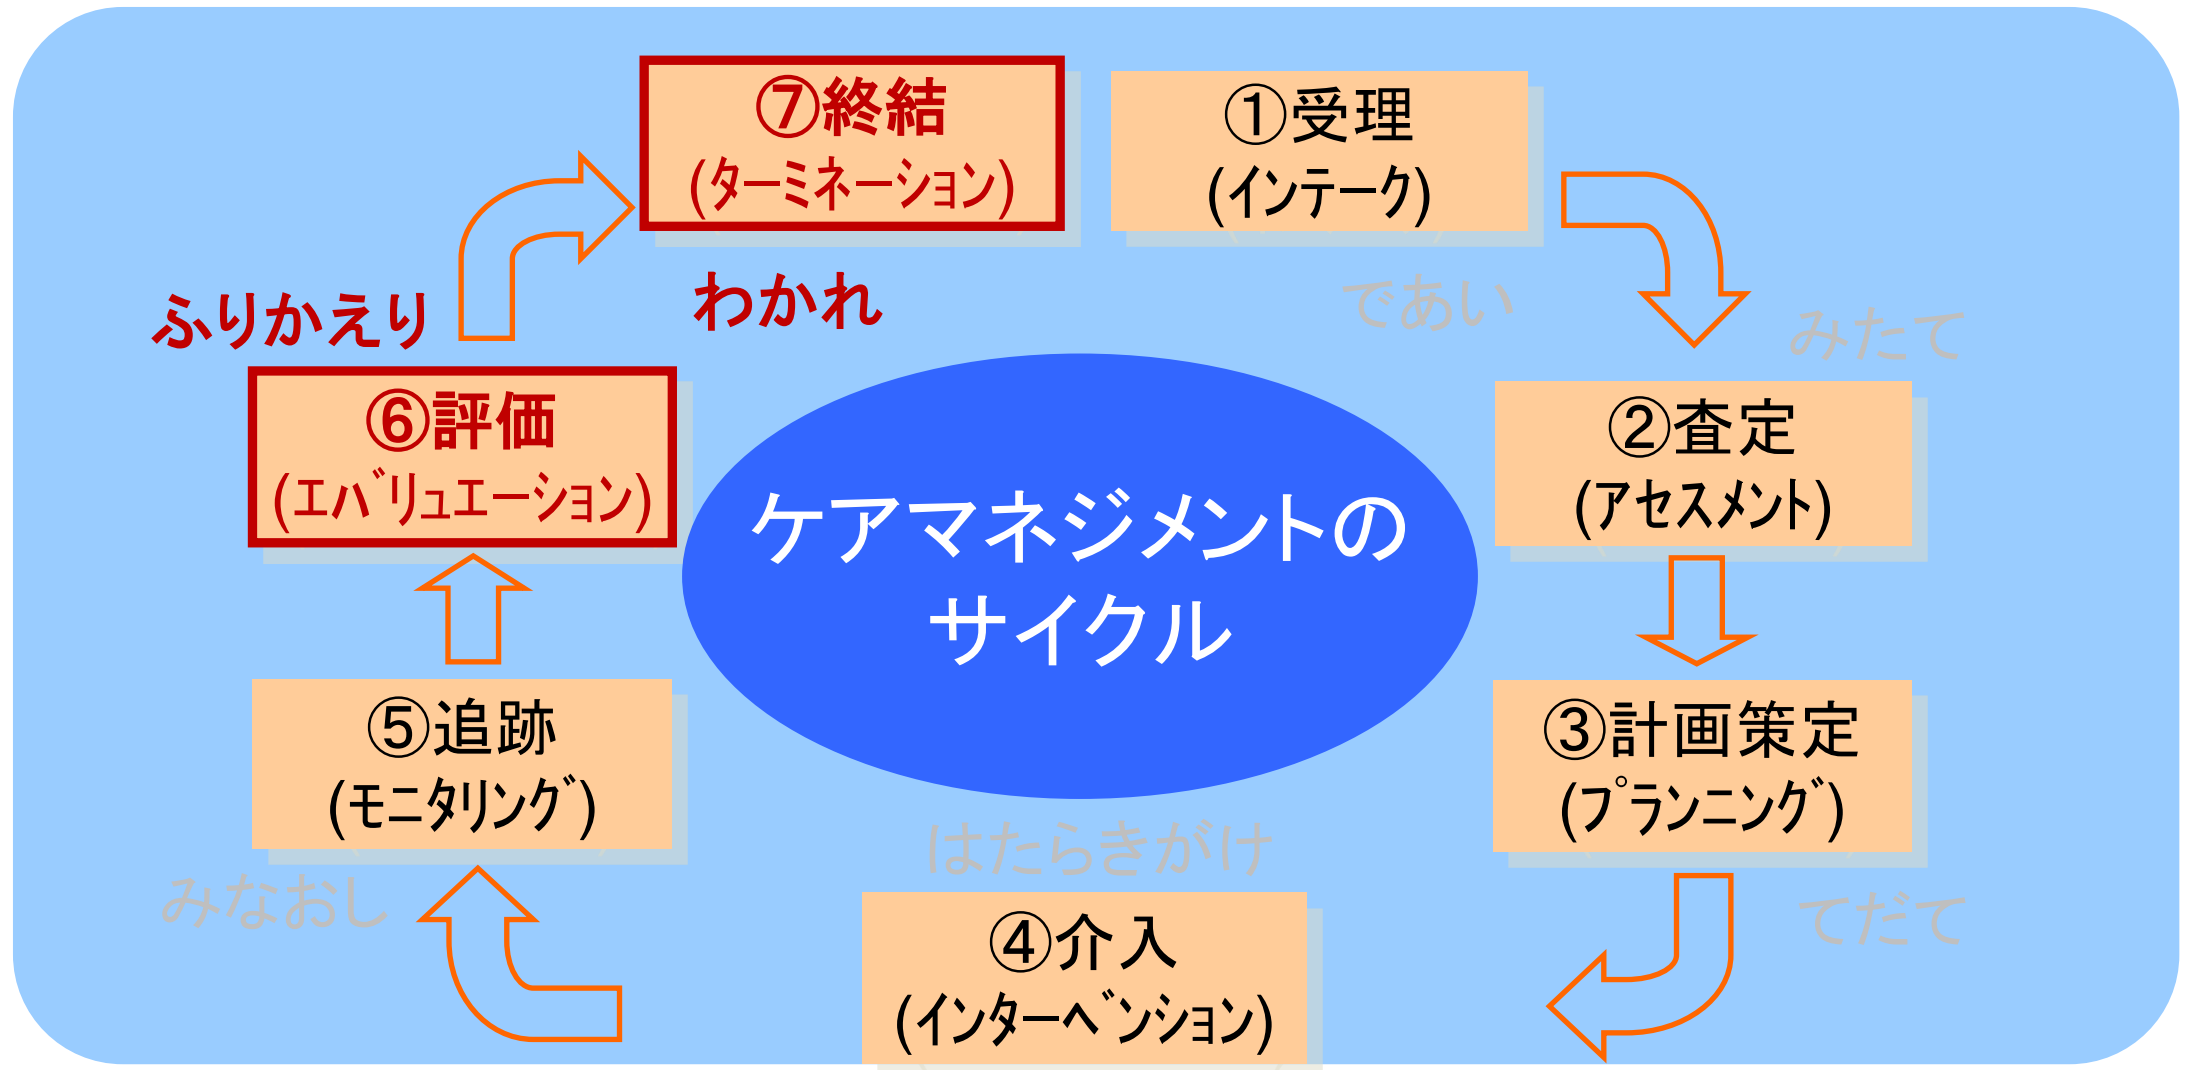 ⑦終結
(ﾀｰﾐﾈｰｼｮﾝ)
わかれ
①受理
(ｲﾝﾃｰｸ)
であい
みたて
②査定
(ｱｾｽﾒﾝﾄ)
③計画策定
(ﾌﾟﾗﾝﾆﾝｸﾞ)
てだて
はたらきがけ
④介入
(ｲﾝﾀｰﾍﾞﾝｼｮﾝ)
⑤追跡
(ﾓﾆﾀﾘﾝｸﾞ)
みなおし
ふりかえり
⑥評価
(ｴﾊﾞﾘｭｴｰｼｮﾝ)
ケアマネジメントの
サイクル